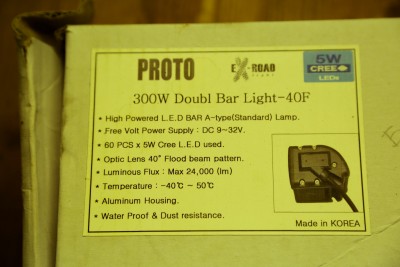 PROTO
EX-ROAD
light
5W
CREE
LEDs
300W Doubl Bar Light-40F
• High Powered L.E.D BAR A-type(Standard) Lamp.
• Free Volt Power Supply : DC 9~32V.
• 60 PCS x 5W Cree L.E.D used.
• Optic Lens 40° Flood beam pattern.
• Luminous Flux : Max 24,000 (lm)
• Temperature : -40℃ ~ 50℃
• Aluminum Housing.
• Water Proof & Dust resistance.
Made in KOREA